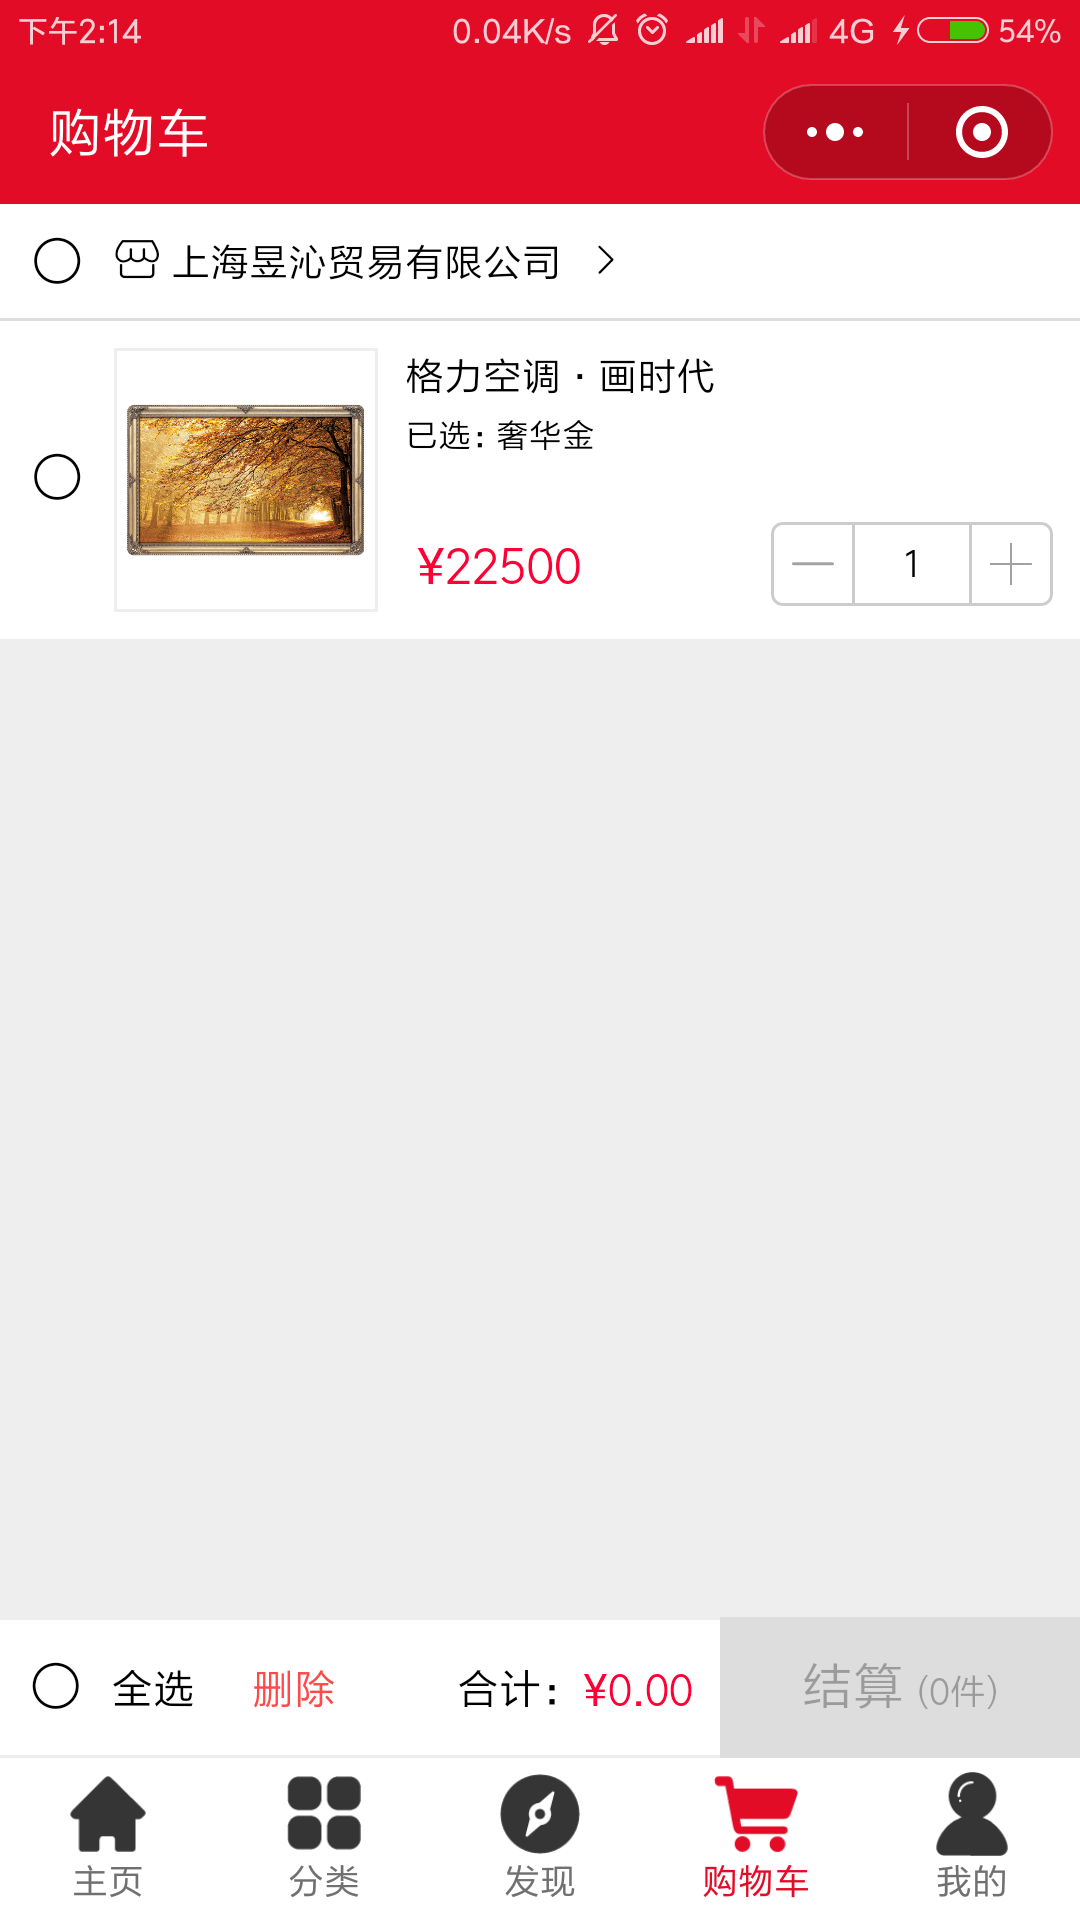 下午2:14 0.04K/s 4G 54%
购物车
上海昱沁贸易有限公司
格力空调·画时代
已选: 奢华金
¥22500 1
全选 删除 合计: ¥0.00 结算 (0件)
主页 分类 发现 购物车 我的